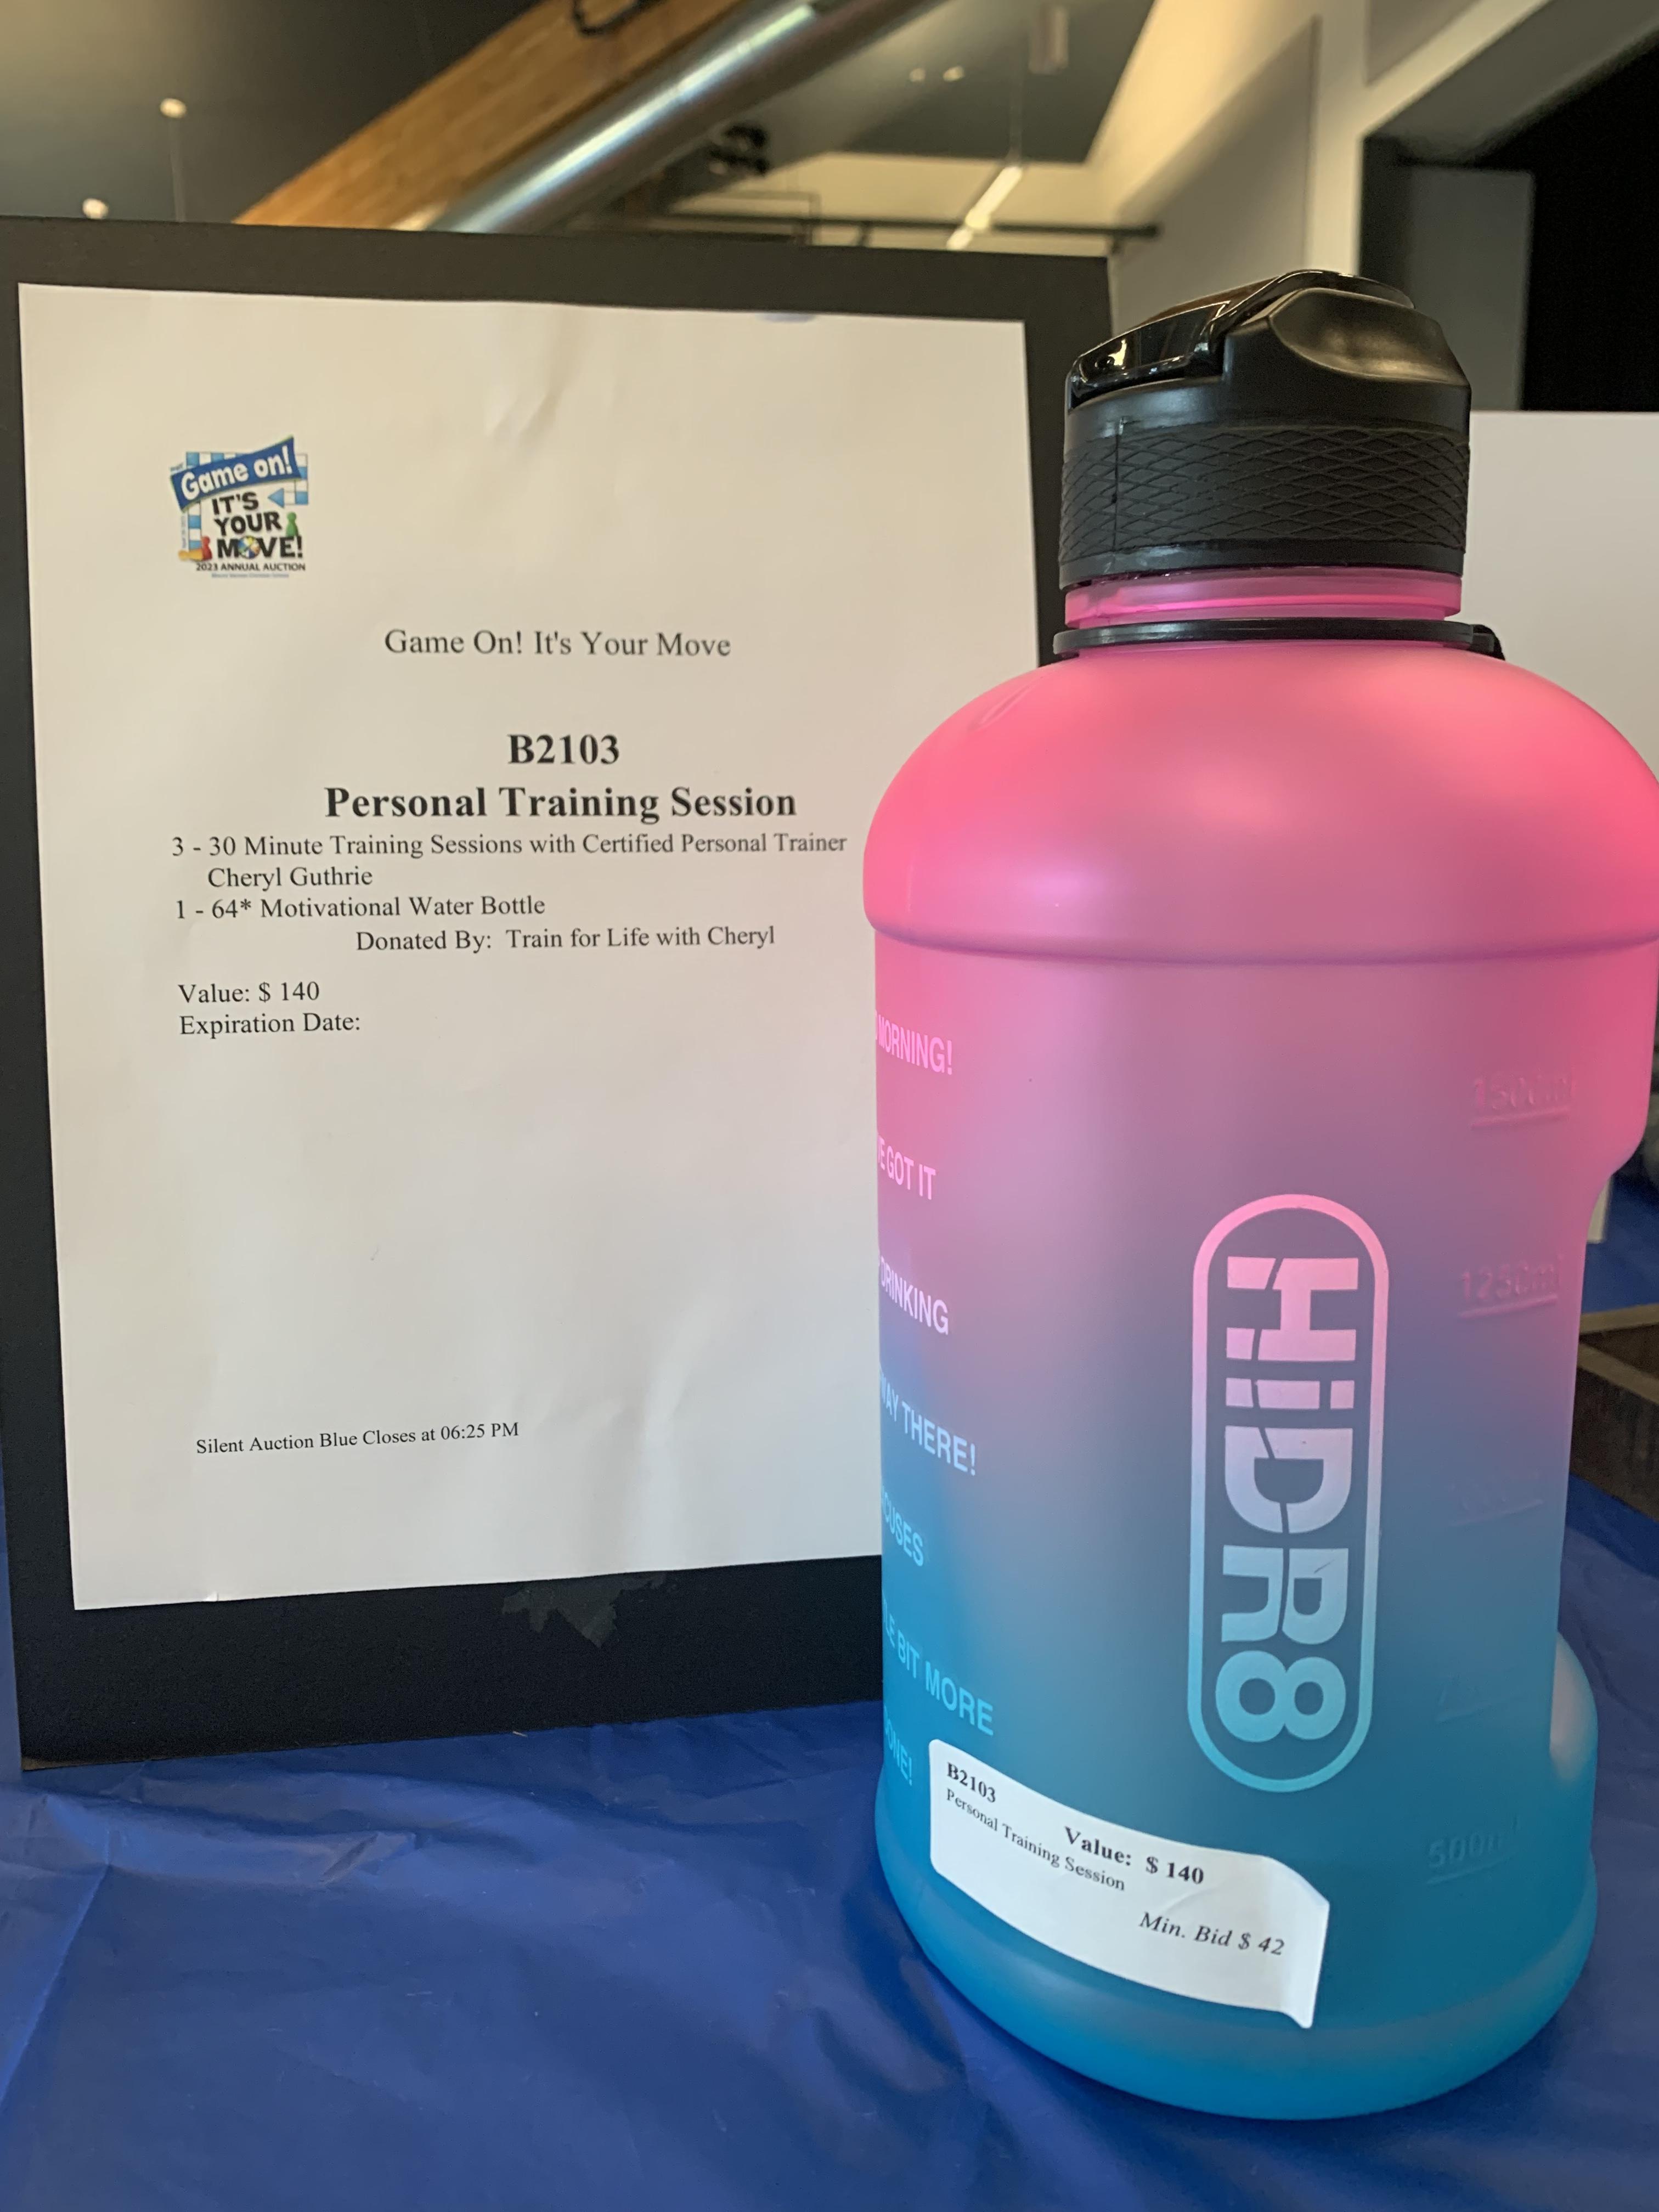 Game on!
IT'S
YOUR
MOVE!
2023 ANNUAL AUCTION
Game On! It's Your Move
B2103
Personal Training Session
3 - 30 Minute Training Sessions with Certified Personal Trainer
Cheryl Guthrie
1 - 64* Motivational Water Bottle
Donated By: Train for Life with Cheryl
Value: $ 140
Expiration Date:
Silent Auction Blue Closes at 06:25 PM
MORNING!
GOT IT
DRINKING
WAY THERE!
BIT MORE
HiDR8
1500ml
1250ml
B2103
Value: $ 140
Personal Training Session
Min. Bid $ 42